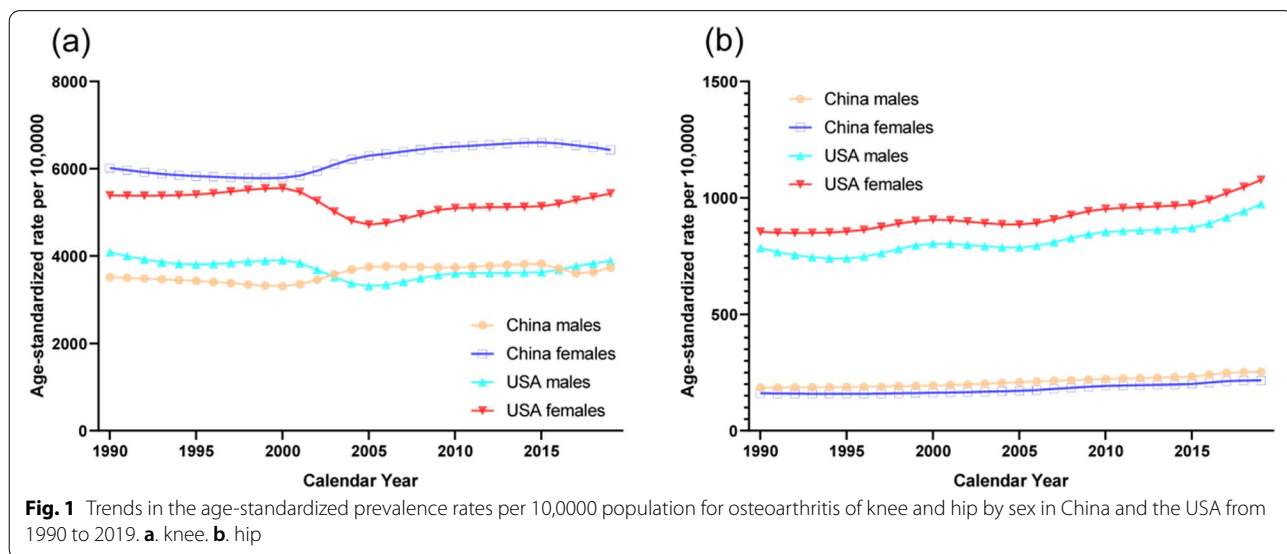 (a)
Age-standardized rate per 10,0000
8000
6000
4000
2000
0
1990 1995 2000 2005 2010 2015
Calendar Year
China males
China females
USA males
USA females
(b)
Age-standardized rate per 10,0000
1500
1000
500
0
1990 1995 2000 2005 2010 2015
Calendar Year
China males
China females
USA males
USA females
Fig. 1 Trends in the age-standardized prevalence rates per 10,0000 population for osteoarthritis of knee and hip by sex in China and the USA from
1990 to 2019. a. knee. b. hip